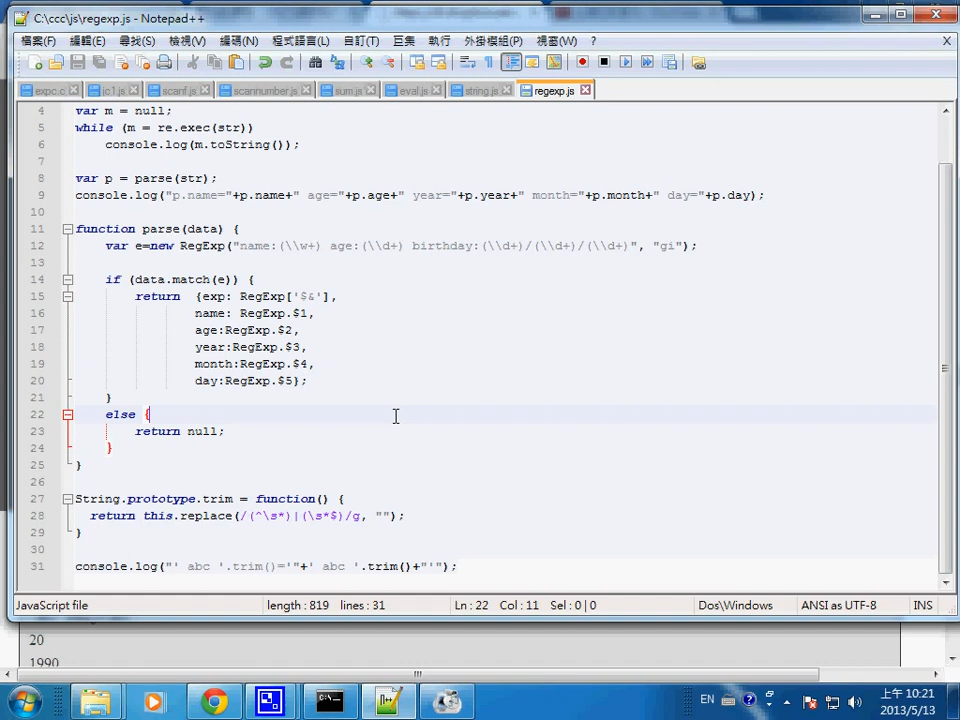 C:\ccc\js\regexp.js - Notepad++
檔案(F) 編輯(E) 尋找(S) 檢視(V) 編碼(N) 程式語言(L) 自訂(T) 巨集 執行 外掛模組(P) 視窗(W) ? X
expc.c jc1.js scanf.js scannumber.js sum.js eval.js string.js regexp.js
4 var m = null;
5 while (m = re.exec(str))
6 console.log(m.toString());
7
8 var p = parse(str);
9 console.log("p.name="+p.name+" age="+p.age+" year="+p.year+" month="+p.month+" day="+p.day);
10
11 function parse(data) {
12 var e=new RegExp("name:(\\w+) age:(\\d+) birthday:(\\d+)/(\\d+)/(\\d+)", "gi");
13
14 if (data.match(e)) {
15 return {exp: RegExp['$&'],
16 name: RegExp.$1,
17 age:RegExp.$2,
18 year:RegExp.$3,
19 month:RegExp.$4,
20 day:RegExp.$5};
21 }
22 else {
23 return null;
24 }
25 }
26
27 String.prototype.trim = function() {
28 return this.replace(/(^\s*)|(\s*$)/g, "");
29 }
30
31 console.log("' abc '.trim()='"+' abc '.trim()+"'");
JavaScript file length : 819 lines : 31 Ln : 22 Col : 11 Sel : 0 | 0 Dos\Windows ANSI as UTF-8 INS
20
1990
EN 上午 10:21
2013/5/13